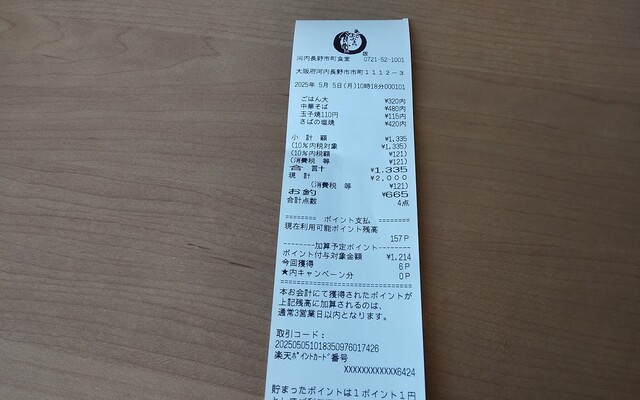 河内長野市町食堂 0721-52-1001
大阪府河内長野市市町1112-3
2025年 5月 5日(月)10時18分000101
ごはん大 ¥320内
中華そば ¥480内
玉子焼110円 ¥115内
さばの塩焼 ¥420内
小 計 額 ¥1,335
(10%内税対象 ¥1,335)
(10%内税額 ¥121)
(消費税 等 ¥121)
合 計 ¥1,335
現 計 ¥2,000
(消費税 等 ¥121)
お釣 ¥665
合計点数 4点
======== ポイント支払 ========
現在利用可能ポイント残高
157P
--------加算予定ポイント--------
ポイント付与対象金額 ¥1,214
今回獲得 6P
★内キャンペーン分 0P
================================
本お会計にて獲得されたポイントが
上記残高に加算されるのは、
通常3営業日以内となります。
取引コード:
20250505101835097601742​6
楽天ポイントカード番号
XXXXXXXXXXXX6424
貯まったポイントは1ポイント1円